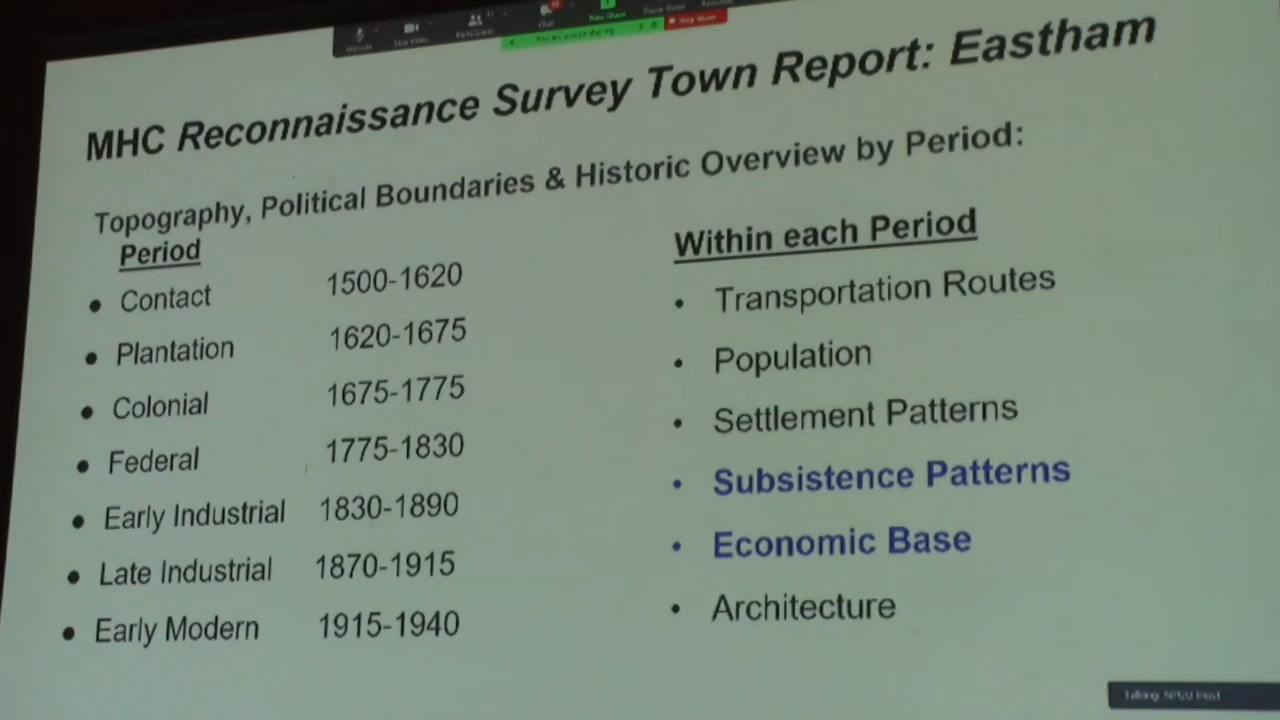 MHC Reconnaissance Survey Town Report: Eastham
Topography, Political Boundaries & Historic Overview by Period:
Period
• Contact 1500-1620
• Plantation 1620-1675
• Colonial 1675-1775
• Federal 1775-1830
• Early Industrial 1830-1890
• Late Industrial 1870-1915
• Early Modern 1915-1940
Within each Period
• Transportation Routes
• Population
• Settlement Patterns
• Subsistence Patterns
• Economic Base
• Architecture
Talking: